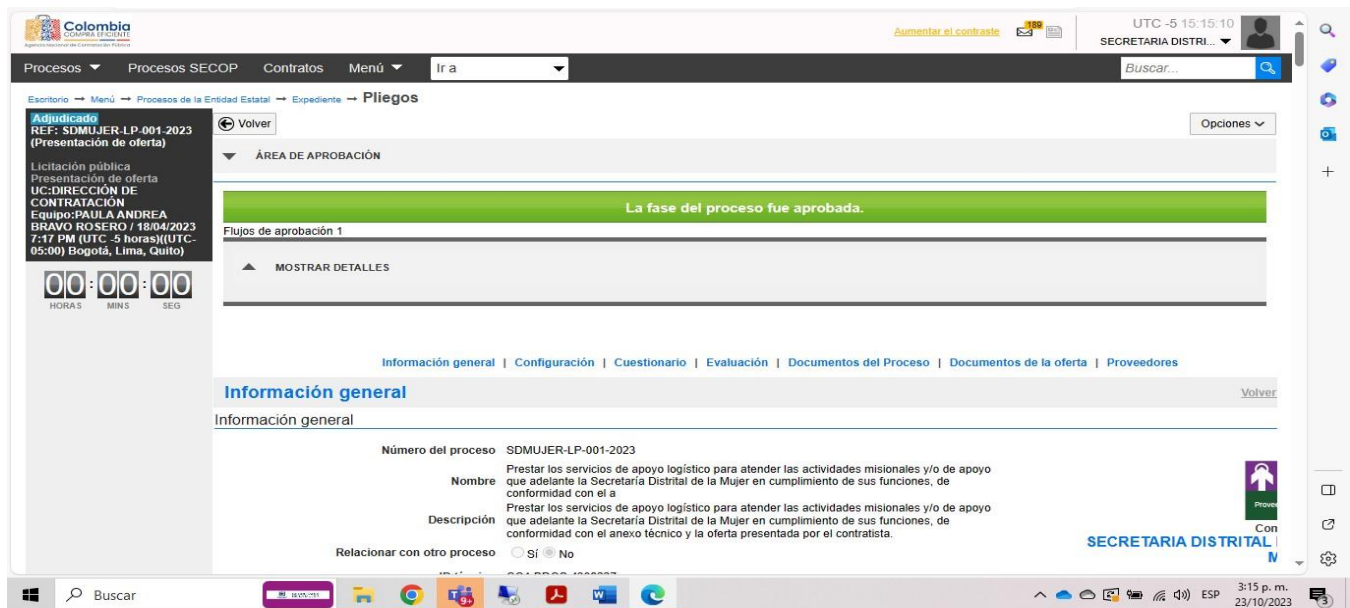 Colombia
COMPRA EFICIENTE
Agencia Nacional de Contratación Pública
Aumentar el contraste
189
UTC -5 15:15:10
SECRETARIA DISTRI...
Procesos
Procesos SECOP
Contratos
Menú
Ir a
Buscar...
Escritorio → Menú → Procesos de la Entidad Estatal → Expediente → Pliegos
Adjudicado
REF: SDMUJER-LP-001-2023
(Presentación de oferta)
Licitación pública
Presentación de oferta
UC:DIRECCIÓN DE
CONTRATACIÓN
Equipo:PAULA ANDREA
BRAVO ROSERO / 18/04/2023
7:17 PM (UTC -5 horas)((UTC-
05:00) Bogotá, Lima, Quito)
00:00:00
HORAS MINS SEG
Volver
Opciones
ÁREA DE APROBACIÓN
La fase del proceso fue aprobada.
Flujos de aprobación 1
MOSTRAR DETALLES
Información general | Configuración | Cuestionario | Evaluación | Documentos del Proceso | Documentos de la oferta | Proveedores
Información general
Volver
Información general
Número del proceso SDMUJER-LP-001-2023
Nombre Prestar los servicios de apoyo logístico para atender las actividades misionales y/o de apoyo
que adelante la Secretaría Distrital de la Mujer en cumplimiento de sus funciones, de
conformidad con el a
Descripción Prestar los servicios de apoyo logístico para atender las actividades misionales y/o de apoyo
que adelante la Secretaría Distrital de la Mujer en cumplimiento de sus funciones, de
conformidad con el anexo técnico y la oferta presentada por el contratista.
Relacionar con otro proceso Sí No
Prove
Con
SECRETARIA DISTRITAL
M
Buscar
9+
ESP
3:15 p. m.
23/10/2023
3